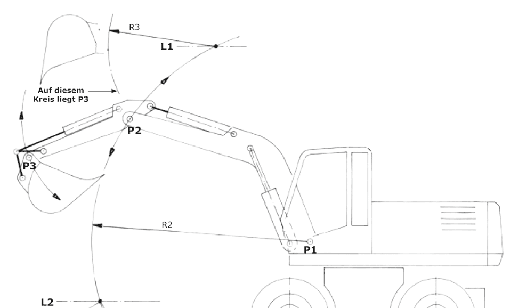 R3
L1
Auf diesem
Kreis liegt P3
P2
P3
R2
P1
L2